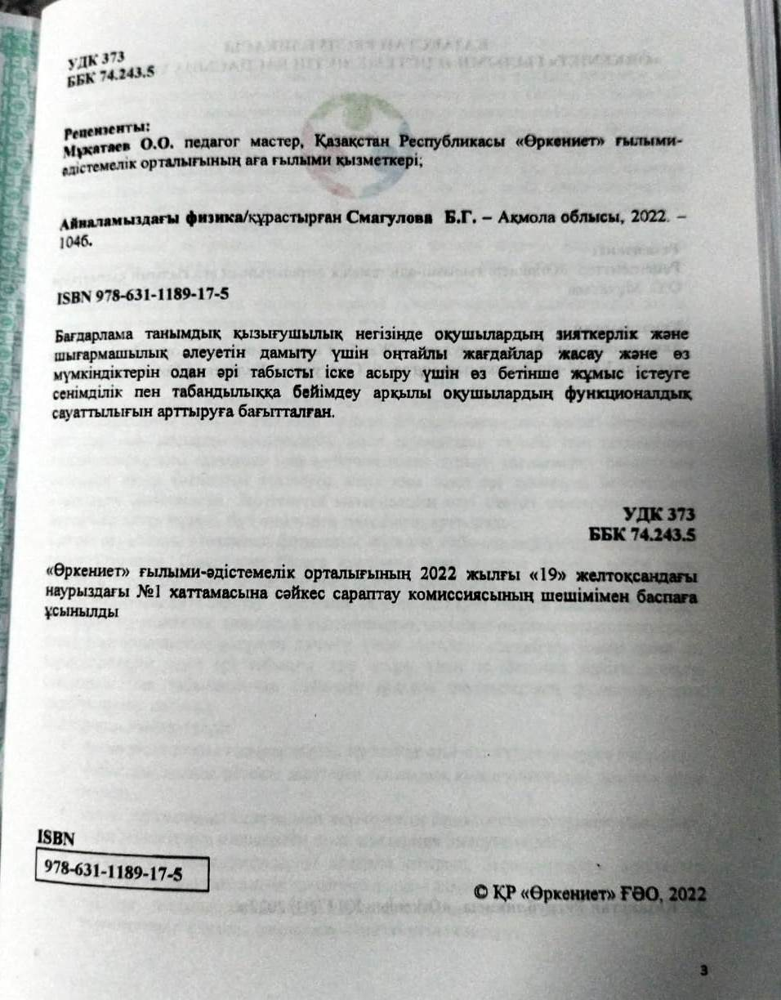 УДК 373
ББК 74.243.5
Рецензенты:
Мұқатаев О.О. педагог мастер, Қазақстан Республикасы «Өркениет» ғылыми-
әдістемелік орталығының аға ғылыми қызметкері;
Айналамыздағы физика/құрастырған Смагулова Б.Г. – Ақмола облысы, 2022. –
104б.
ISBN 978-631-1189-17-5
Бағдарлама танымдық қызығушылық негізінде оқушылардың зияткерлік және
шығармашылық әлеуетін дамыту үшін оңтайлы жағдайлар жасау және өз
мүмкіндіктерін одан әрі табысты іске асыру үшін өз бетінше жұмыс істеуге
сенімділік пен табандылыққа бейімдеу арқылы оқушылардың функционалдық
сауаттылығын арттыруға бағытталған.
УДК 373
ББК 74.243.5
«Өркениет» ғылыми-әдістемелік орталығының 2022 жылғы «19» желтоқсандағы
наурыздағы №1 хаттамасына сәйкес сараптау комиссиясының шешімімен баспаға
ұсынылды
ISBN
978-631-1189-17-5
© ҚР «Өркениет» ҒӘО, 2022
3